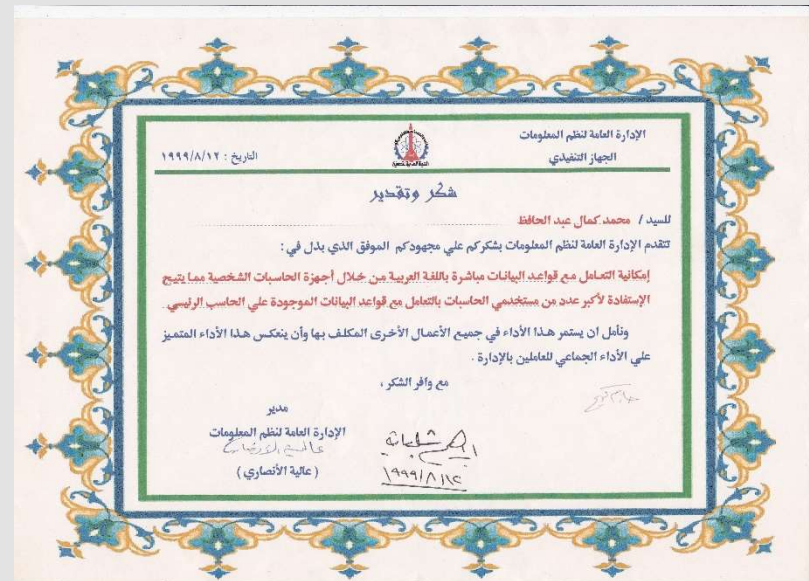 الإدارة العامة لنظم المعلومات
الجهاز التنفيذي
التاريخ : ١٩٩٩/٨/١٢
شكر وتقدير
للسيد / محمد كمال عبد الحافظ
تتقدم الإدارة العامة لنظم المعلومات بشكركم علي مجهودكم الموفق الذي بذل في :
إمكانية التعامل مع قواعد البيانات مباشرة باللغة العربية من خلال أجهزة الحاسبات الشخصية مما يتيح
الإستفادة لأكبر عدد من مستخدمي الحاسبات بالتعامل مع قواعد البيانات الموجودة علي الحاسب الرئيسي
ونأمل ان يستمر هذا الأداء في جميع الأعمال الأخرى المكلف بها وأن ينعكس هذا الأداء المتميز
علي الأداء الجماعي للعاملين بالإدارة .
مع وافر الشكر ،
مدير
الإدارة العامة لنظم المعلومات
(عالية الأنصاري)
١٩٩٩/٨/١٤